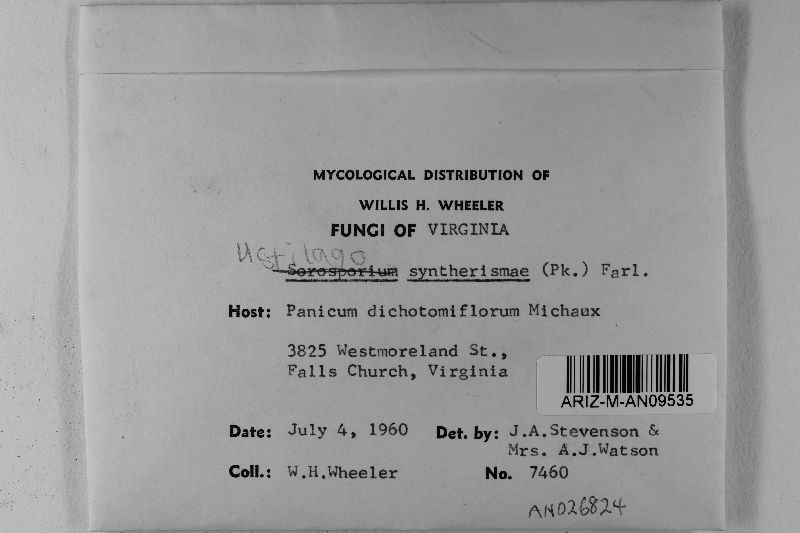 MYCOLOGICAL DISTRIBUTION OF
WILLIS H. WHEELER
FUNGI OF VIRGINIA
Ustilago
Sorosporium syntherismae (Pk.) Farl.
Host: Panicum dichotomiflorum Michaux
3825 Westmoreland St.,
Falls Church, Virginia
ARIZ-M-AN09535
Date: July 4, 1960 Det. by: J.A.Stevenson &
Mrs. A.J.Watson
Coll.: W.H.Wheeler No. 7460
AN026824